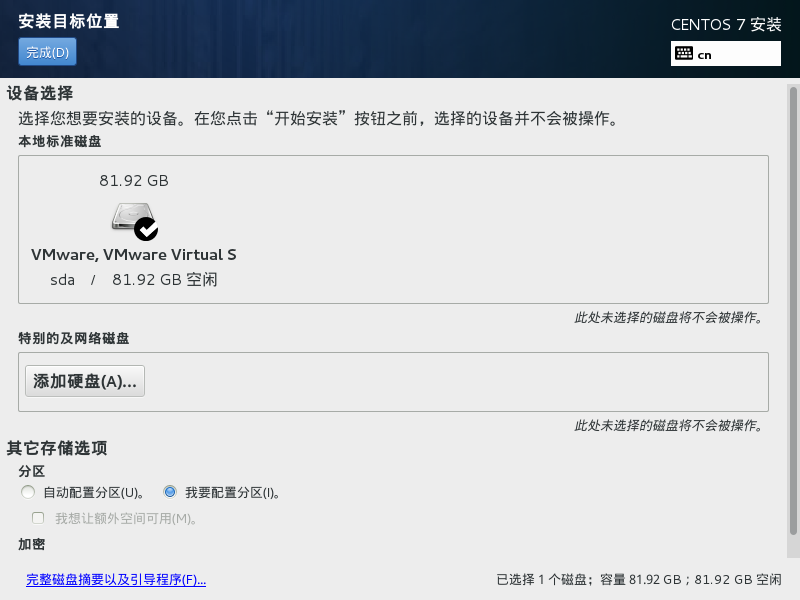 安装目标位置
完成(D)
CENTOS 7 安装
cn
设备选择
选择您想要安装的设备。在您点击“开始安装”按钮之前，选择的设备并不会被操作。
本地标准磁盘
81.92 GB
VMware, VMware Virtual S
sda / 81.92 GB 空闲
此处未选择的磁盘将不会被操作。
特别的及网络磁盘
添加硬盘(A)...
此处未选择的磁盘将不会被操作。
其它存储选项
分区
自动配置分区(U)。 我要配置分区(I)。
我想让额外空间可用(M)。
加密
完整磁盘摘要以及引导程序(F)...
已选择 1 个磁盘；容量 81.92 GB；81.92 GB 空闲